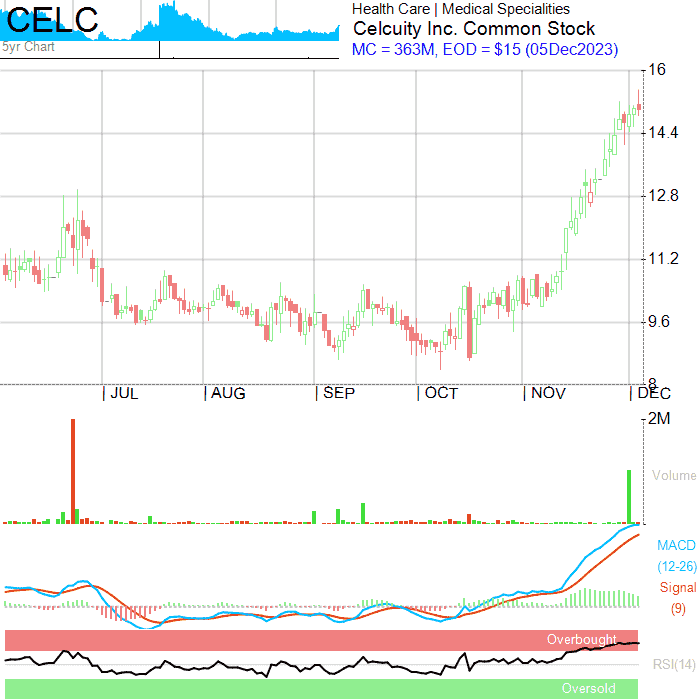 CELC
5yr Chart
Health Care | Medical Specialities
Celcuity Inc. Common Stock
MC = 363M, EOD = $15 (05Dec2023)
16
14.4
12.8
11.2
9.6
8
| JUL | AUG | SEP | OCT | NOV | DEC
2M
Volume
MACD
(12-26)
Signal
(9)
Overbought
RSI(14)
Oversold